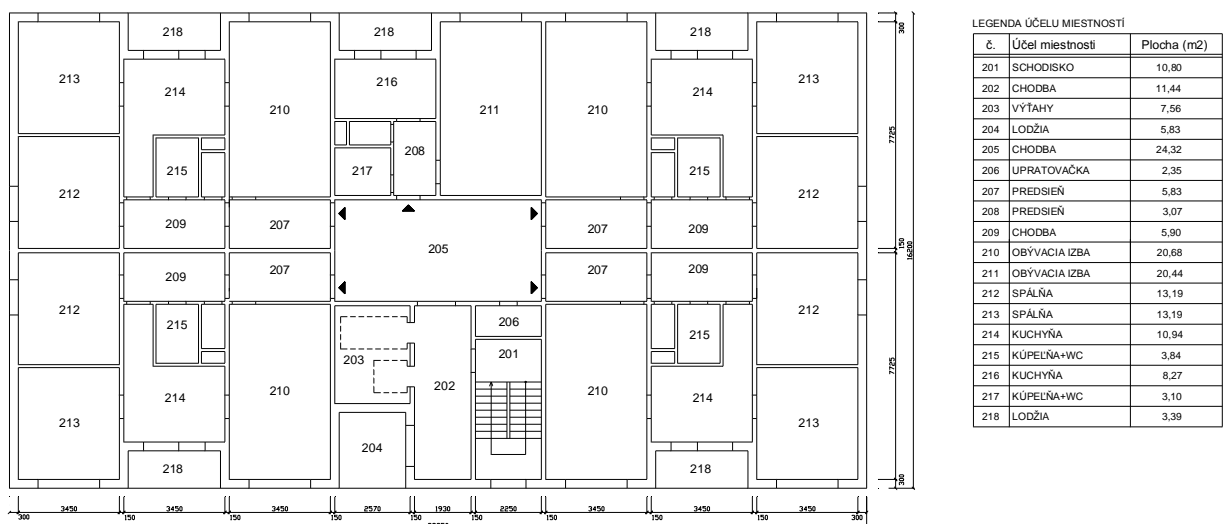 218 218 218
213 214 210 216 211 210 214 213
208
215 217 215
212 212
209 207 205 207 209
209 207 207 209
212 215 206 215 212
203 201
210 202 210
213 214 204 214 213
218 218
3450 3450 3450 2570 1930 2250 3450 3450 3450
300 150 150 150 150 150 150 150 150 300
300
7725
150
16200
7725
300
LEGENDA ÚČELU MIESTNOSTÍ
č. Účel miestnosti Plocha (m2)
201 SCHODISKO 10,80
202 CHODBA 11,44
203 VÝŤAHY 7,56
204 LODŽIA 5,83
205 CHODBA 24,32
206 UPRATOVAČKA 2,35
207 PREDSIEŇ 5,83
208 PREDSIEŇ 3,07
209 CHODBA 5,90
210 OBÝVACIA IZBA 20,68
211 OBÝVACIA IZBA 20,44
212 SPÁLŇA 13,19
213 SPÁLŇA 13,19
214 KUCHYŇA 10,94
215 KÚPEĽŇA+WC 3,84
216 KUCHYŇA 8,27
217 KÚPEĽŇA+WC 3,10
218 LODŽIA 3,39